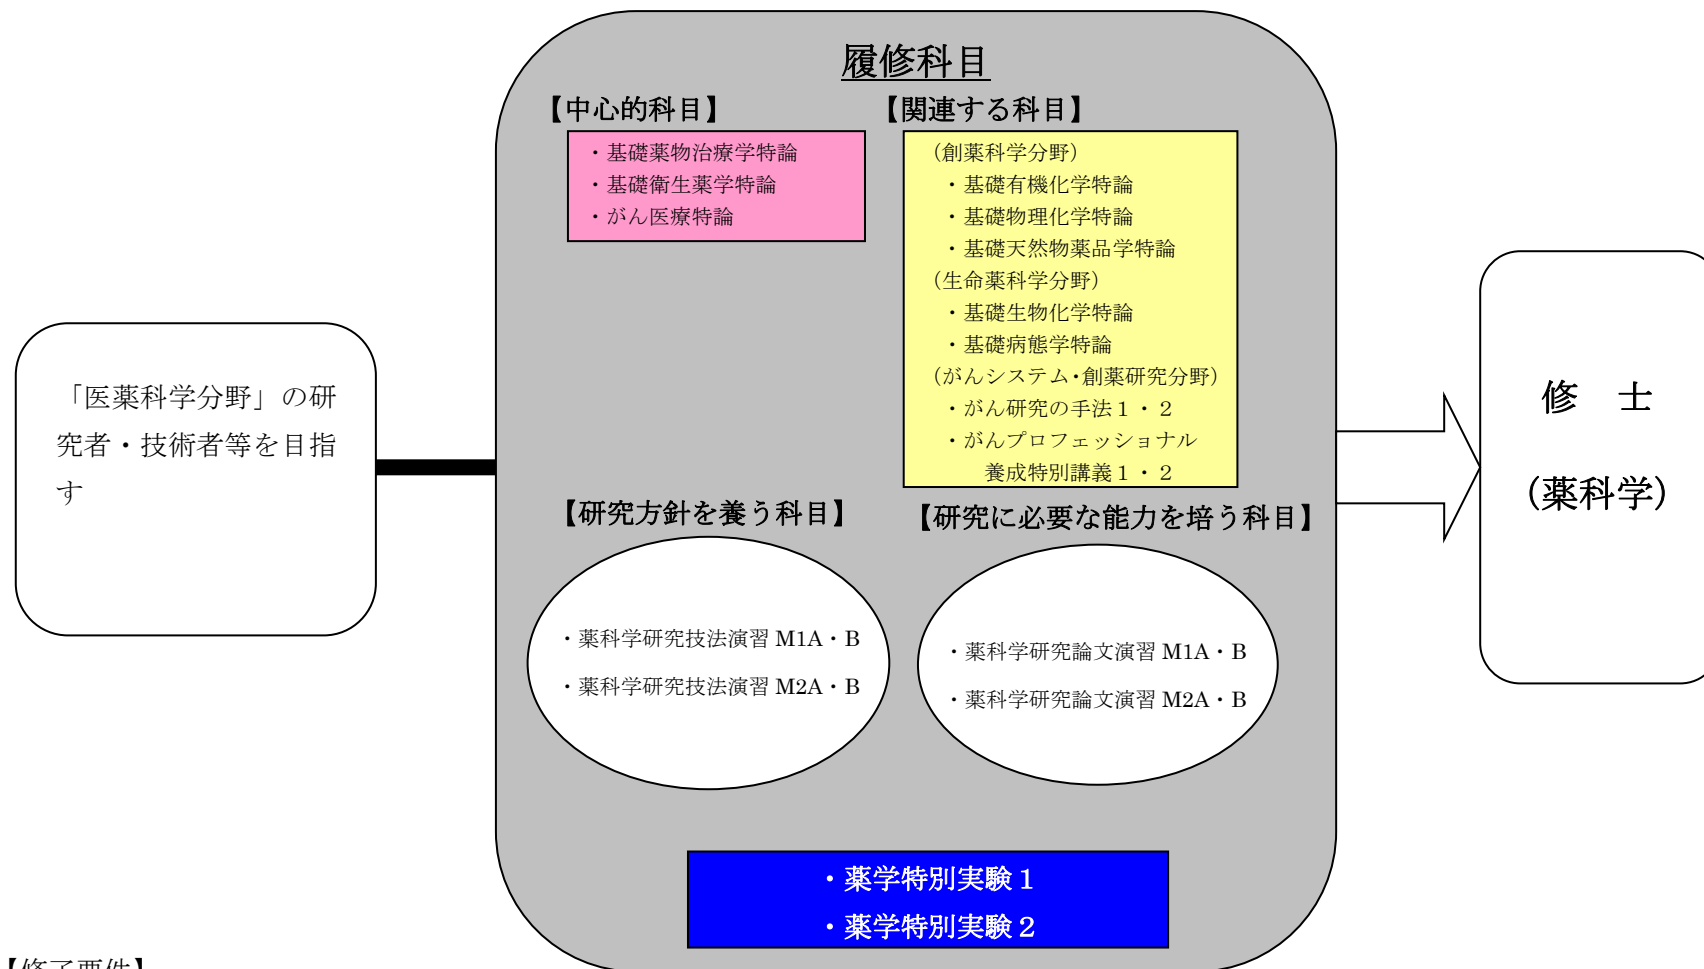 履修科目
【中心的科目】
・基礎薬物治療学特論
・基礎衛生薬学特論
・がん医療特論
【関連する科目】
（創薬科学分野）
・基礎有機化学特論
・基礎物理化学特論
・基礎天然物薬品学特論
（生命薬科学分野）
・基礎生物化学特論
・基礎病態学特論
（がんシステム・創薬研究分野）
・がん研究の手法１・２
・がんプロフェッショナル
養成特別講義１・２
「医薬科学分野」の研
究者・技術者等を目指
す
【研究方針を養う科目】
・薬科学研究技法演習 M1A・B
・薬科学研究技法演習 M2A・B
【研究に必要な能力を培う科目】
・薬科学研究論文演習 M1A・B
・薬科学研究論文演習 M2A・B
・薬学特別実験１
・薬学特別実験２
修　士
（薬科学）
【修了要件】